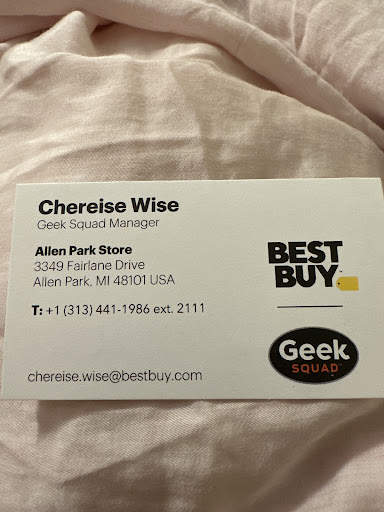 Chereise Wise
Geek Squad Manager
Allen Park Store
3349 Fairlane Drive
Allen Park, MI 48101 USA
T: +1 (313) 441-1986 ext. 2111
chereise.wise@bestbuy.com
BEST
BUY
Geek
SQUAD